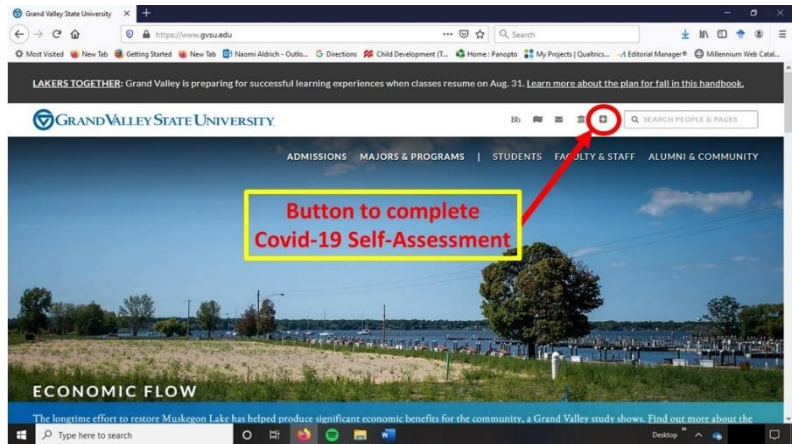 Grand Valley State University
https://www.gvsu.edu
Search
Most Visited New Tab Getting Started New Tab Naomi Aldrich - Outlo... Directions Child Development (T... Home : Panopto My Projects | Qualtrics... Editorial Manager® Millennium Web Catal...
LAKERS TOGETHER: Grand Valley is preparing for successful learning experiences when classes resume on Aug. 31. Learn more about the plan for fall in this handbook.
GRAND VALLEY STATE UNIVERSITY
Bb
SEARCH PEOPLE & PAGES
ADMISSIONS MAJORS & PROGRAMS | STUDENTS FACULTY & STAFF ALUMNI & COMMUNITY
Button to complete
Covid-19 Self-Assessment
ECONOMIC FLOW
The longtime effort to restore Muskegon Lake has helped produce significant economic benefits for the community, a Grand Valley study shows. Find out more about the
Type here to search
Desktop